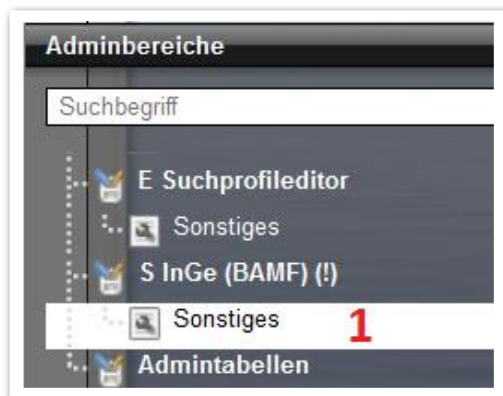 Adminbereiche
Suchbegriff
E Suchprofileditor
Sonstiges
S InGe (BAMF) (!)
Sonstiges 1
Admintabellen